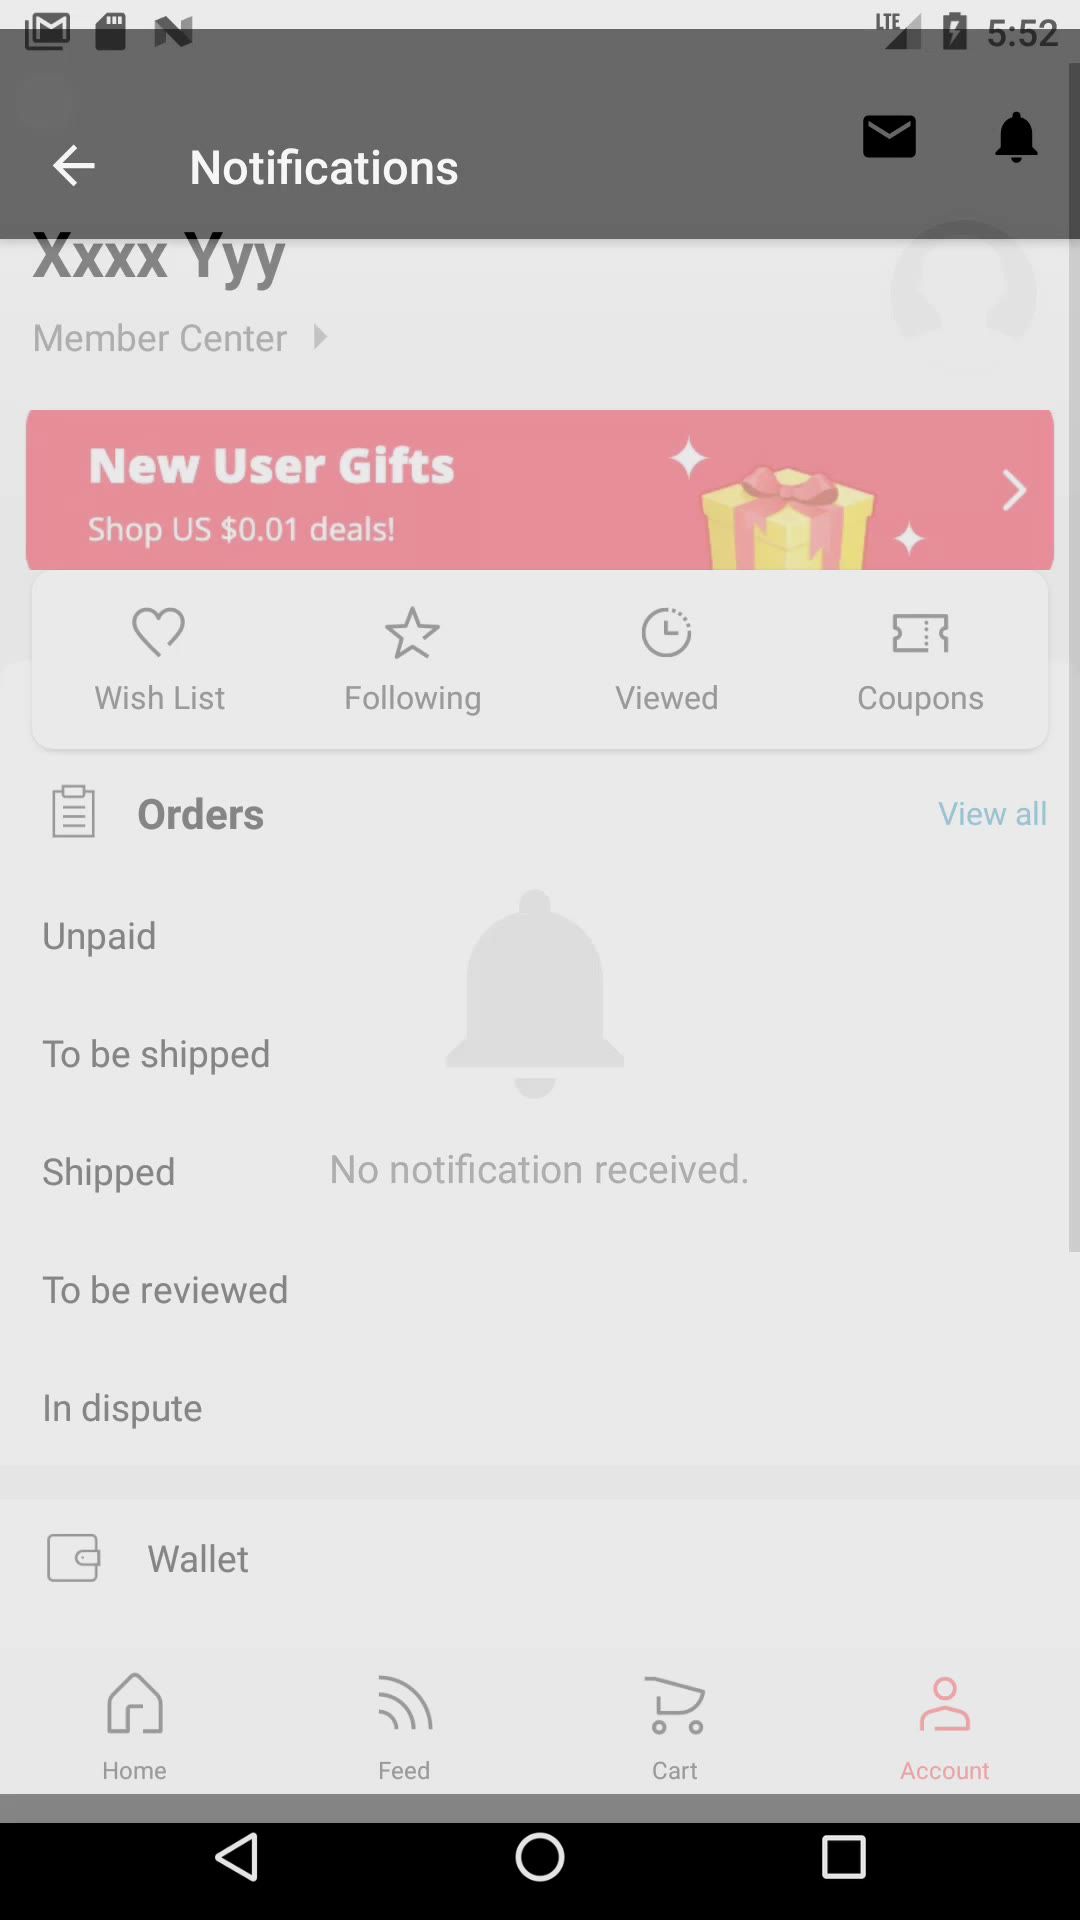 LTE 5:52
Notifications
Xxxx Yyy
Member Center
New User Gifts
Shop US $0.01 deals!
Wish List Following Viewed Coupons
Orders View all
Unpaid
To be shipped
Shipped
No notification received.
To be reviewed
In dispute
Wallet
Home Feed Cart Account